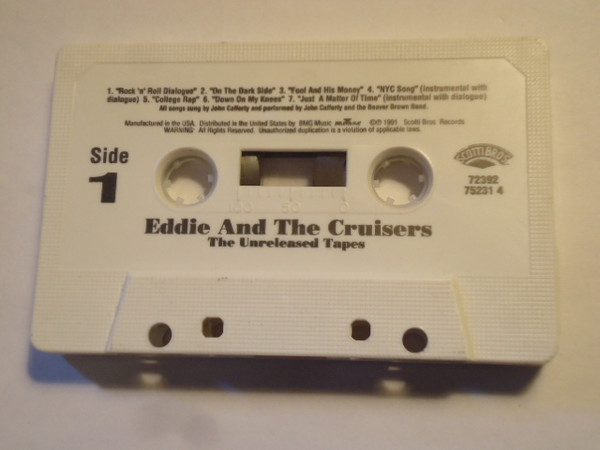 1. "Rock 'n' Roll Dialogue" 2. "On The Dark Side" 3. "Fool And His Money" 4. "NYC Song" (Instrumental with
dialogue) 5. "College Rap" 6. "Down On My Knees" 7. "Just A Matter Of Time" (Instrumental with dialogue)
All songs sung by John Cafferty and performed by John Cafferty and the Beaver Brown Band.
Manufactured in the USA. Distributed in the United States by BMG Music BMG ℗© 1991 Scotti Bros Records
WARNING All Rights Reserved. Unauthorized duplication is a violation of applicable laws.
Side
1
SCOTTI BROS
72392
75231 4
Eddie And The Cruisers
The Unreleased Tapes